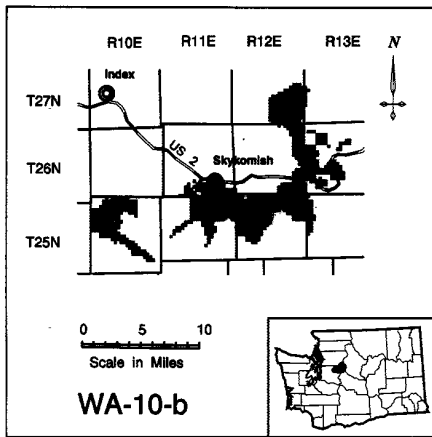 R10E R11E R12E R13E
N
Index
T27N
US 2
Skykomish
T26N
T25N
0 5 10
Scale in Miles
WA-10-b